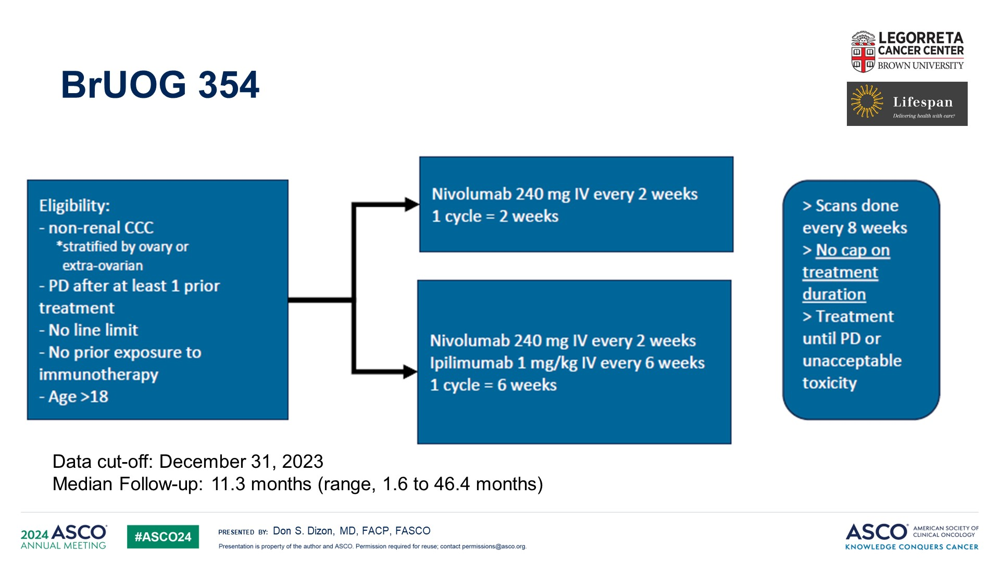 LEGORRETA
CANCER CENTER
BROWN UNIVERSITY
Lifespan
Delivering health with care.®
BrUOG 354
Eligibility:
- non-renal CCC
*stratified by ovary or
extra-ovarian
- PD after at least 1 prior
treatment
- No line limit
- No prior exposure to
immunotherapy
- Age >18
Nivolumab 240 mg IV every 2 weeks
1 cycle = 2 weeks
Nivolumab 240 mg IV every 2 weeks
Ipilimumab 1 mg/kg IV every 6 weeks
1 cycle = 6 weeks
> Scans done
every 8 weeks
> No cap on
treatment
duration
> Treatment
until PD or
unacceptable
toxicity
Data cut-off: December 31, 2023
Median Follow-up: 11.3 months (range, 1.6 to 46.4 months)
2024 ASCO®
ANNUAL MEETING
#ASCO24
PRESENTED BY: Don S. Dizon, MD, FACP, FASCO
Presentation is property of the author and ASCO. Permission required for reuse; contact permissions@asco.org.
ASCO® AMERICAN SOCIETY OF
CLINICAL ONCOLOGY
KNOWLEDGE CONQUERS CANCER